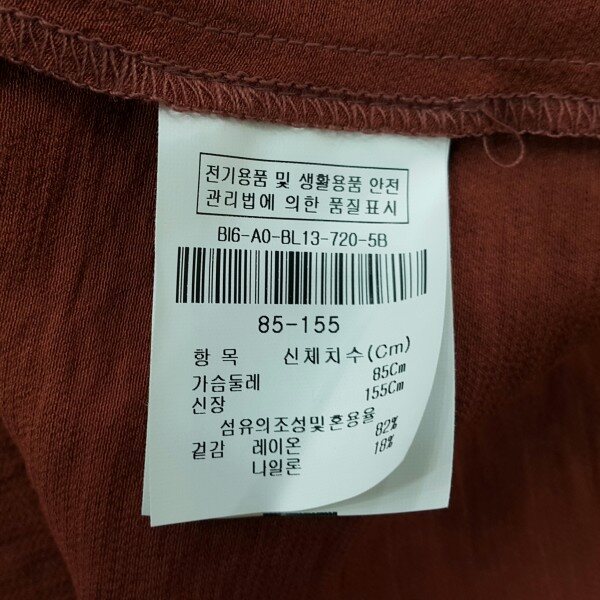 전기용품 및 생활용품 안전
관리법에 의한 품질표시
BI6-A0-BL13-720-5B
85-155
항 목 신체치수(Cm)
가슴둘레 85Cm
신장 155Cm
섬유의조성및혼용율
겉감 레이온 82%
나일론 18%